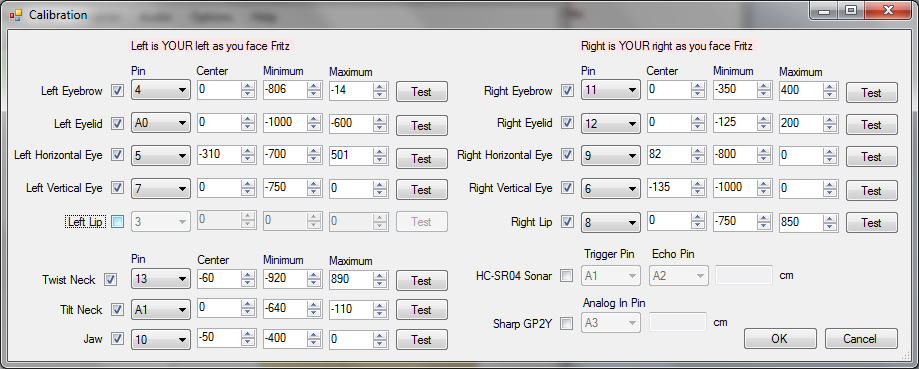 Calibration
Audio Options Help
Left is YOUR left as you face Fritz
Right is YOUR right as you face Fritz
Pin Center Minimum Maximum
Left Eyebrow 4 0 -806 -14 Test
Left Eyelid A0 0 -1000 -600 Test
Left Horizontal Eye 5 -310 -700 501 Test
Left Vertical Eye 7 0 -750 0 Test
Left Lip 3 0 0 0 Test
Pin Center Minimum Maximum
Twist Neck 13 -60 -920 890 Test
Tilt Neck A1 0 -640 -110 Test
Jaw 10 -50 -400 0 Test
Pin Center Minimum Maximum
Right Eyebrow 11 0 -350 400 Test
Right Eyelid 12 0 -125 200 Test
Right Horizontal Eye 9 82 -800 0 Test
Right Vertical Eye 6 -135 -1000 0 Test
Right Lip 8 0 -750 850 Test
Trigger Pin Echo Pin
HC-SR04 Sonar A1 A2 cm
Analog In Pin
Sharp GP2Y A3 cm
OK Cancel